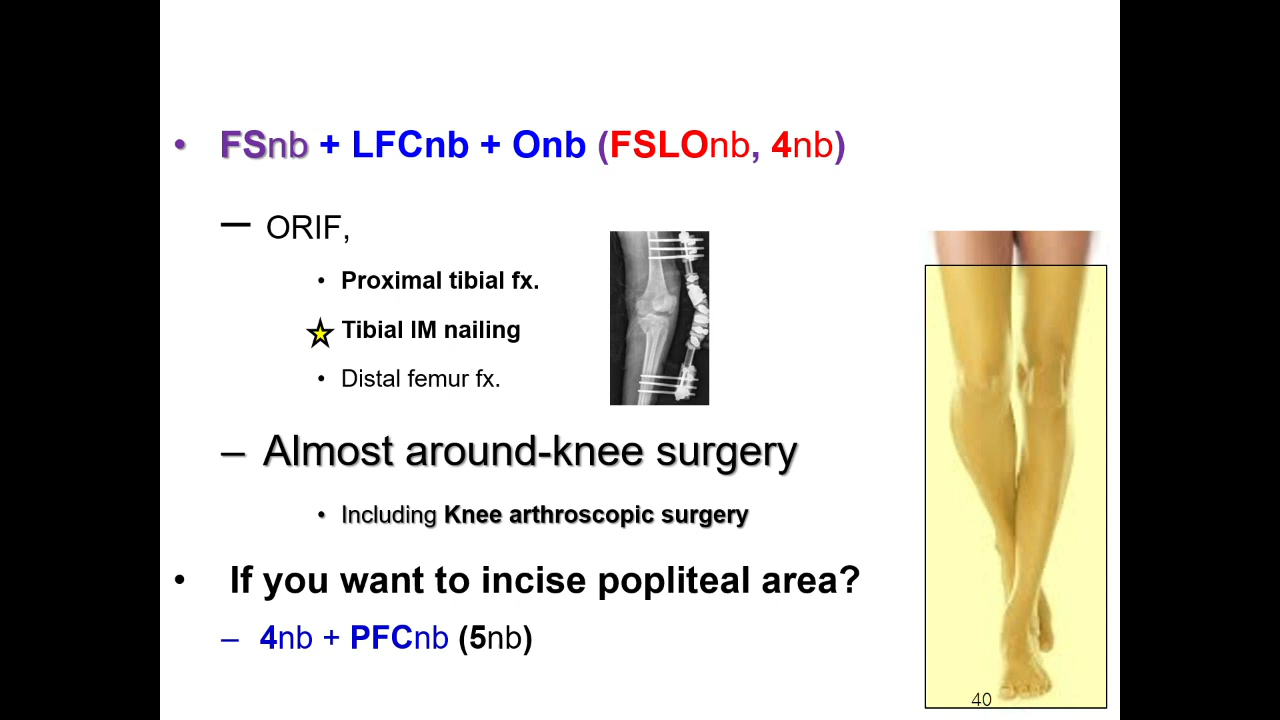 • FSnb + LFCnb + Onb (FSLOnb, 4nb)
– ORIF,
• Proximal tibial fx.
Tibial IM nailing
• Distal femur fx.
– Almost around-knee surgery
• Including Knee arthroscopic surgery
• If you want to incise popliteal area?
– 4nb + PFCnb (5nb)
40